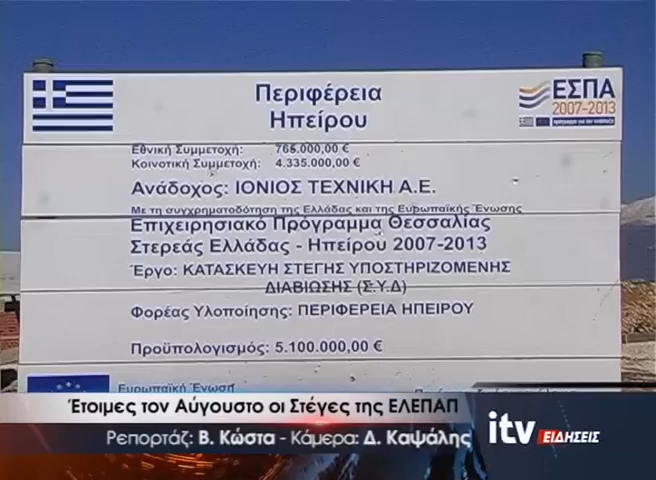 Περιφέρεια
Ηπείρου
ΕΣΠΑ
2007-2013
Εθνική Συμμετοχή: 765.000,00 €
Κοινοτική Συμμετοχή: 4.335.000,00 €
Ανάδοχος: ΙΟΝΙΟΣ ΤΕΧΝΙΚΗ Α.Ε.
Με τη συγχρηματοδότηση της Ελλάδας και της Ευρωπαϊκής Ένωσης
Επιχειρησιακό Πρόγραμμα Θεσσαλίας
Στερεάς Ελλάδας - Ηπείρου 2007-2013
Έργο: ΚΑΤΑΣΚΕΥΗ ΣΤΕΓΗΣ ΥΠΟΣΤΗΡΙΖΟΜΕΝΗΣ
ΔΙΑΒΙΩΣΗΣ (Σ.Υ.Δ)
Φορέας Υλοποίησης: ΠΕΡΙΦΕΡΕΙΑ ΗΠΕΙΡΟΥ
Προϋπολογισμός: 5.100.000,00 €
Ευρωπαϊκή Ένωση
Έτοιμες τον Αύγουστο οι Στέγες της ΕΛΕΠΑΠ
Ρεπορτάζ: Β. Κώστα - Κάμερα: Δ. Καψάλης
itv ΕΙΔΗΣΕΙΣ